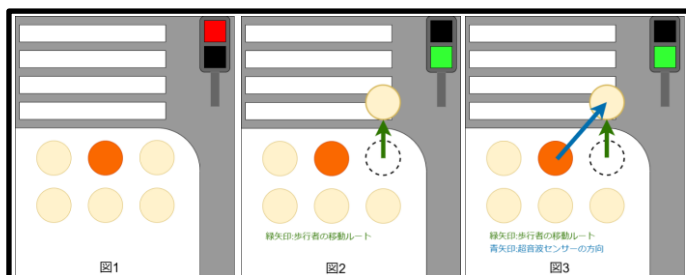 図1
緑矢印:歩行者の移動ルート
図2
緑矢印:歩行者の移動ルート
青矢印:超音波センサーの方向
図3